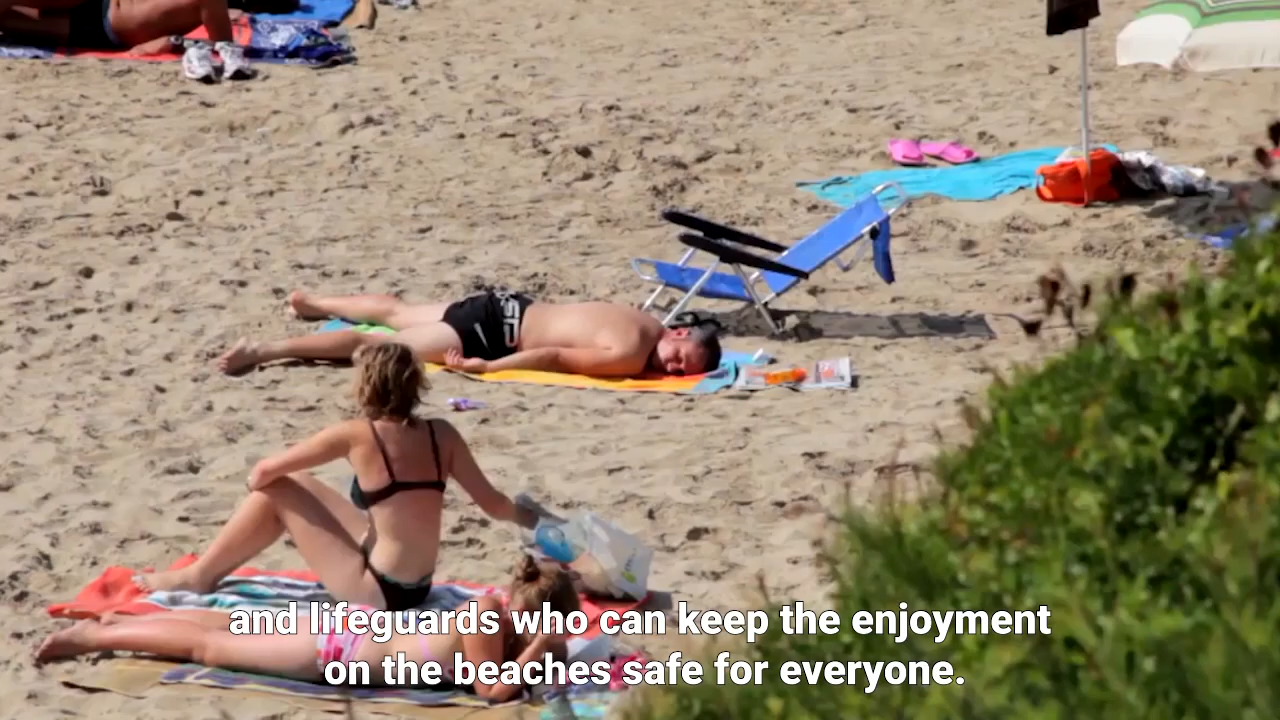 and lifeguards who can keep the enjoyment
on the beaches safe for everyone.